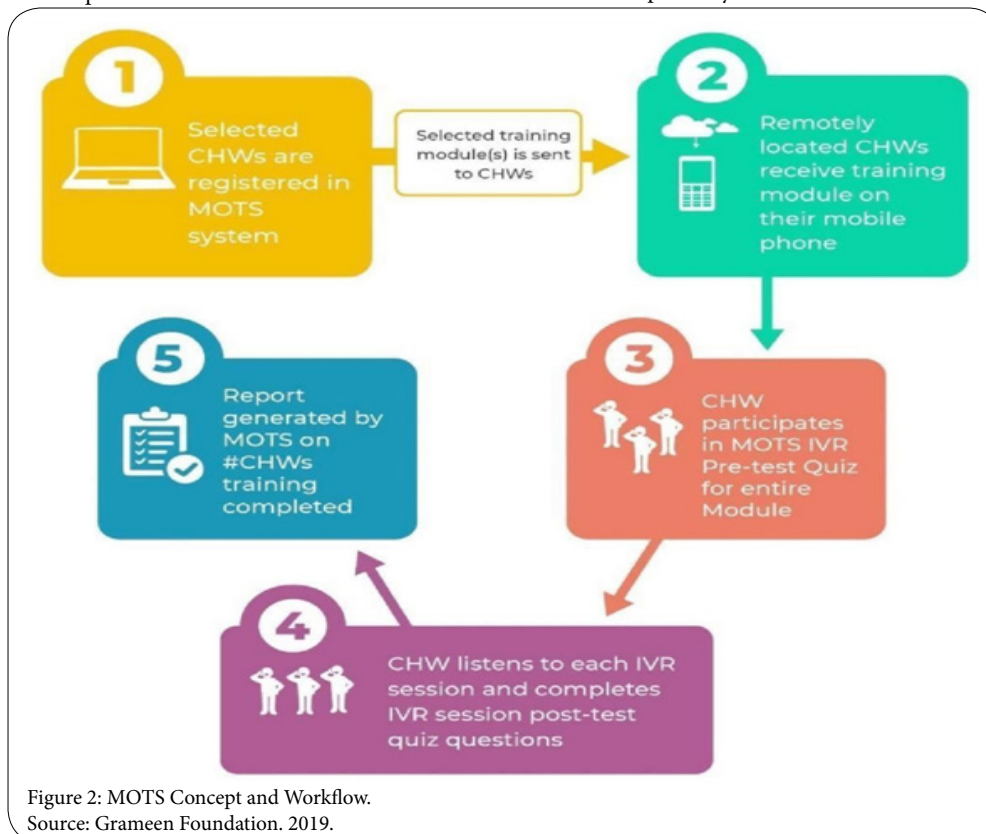 1
Selected
CHWs are
registered in
MOTS
system
Selected training
module(s) is sent
to CHWs
2
Remotely
located CHWs
receive training
module on
their mobile
phone
3
CHW
participates
in MOTS IVR
Pre-test Quiz
for entire
Module
4
CHW listens to each IVR
session and completes
IVR session post-test
quiz questions
5
Report
generated by
MOTS on
#CHWs
training
completed
Figure 2: MOTS Concept and Workflow.
Source: Grameen Foundation. 2019.